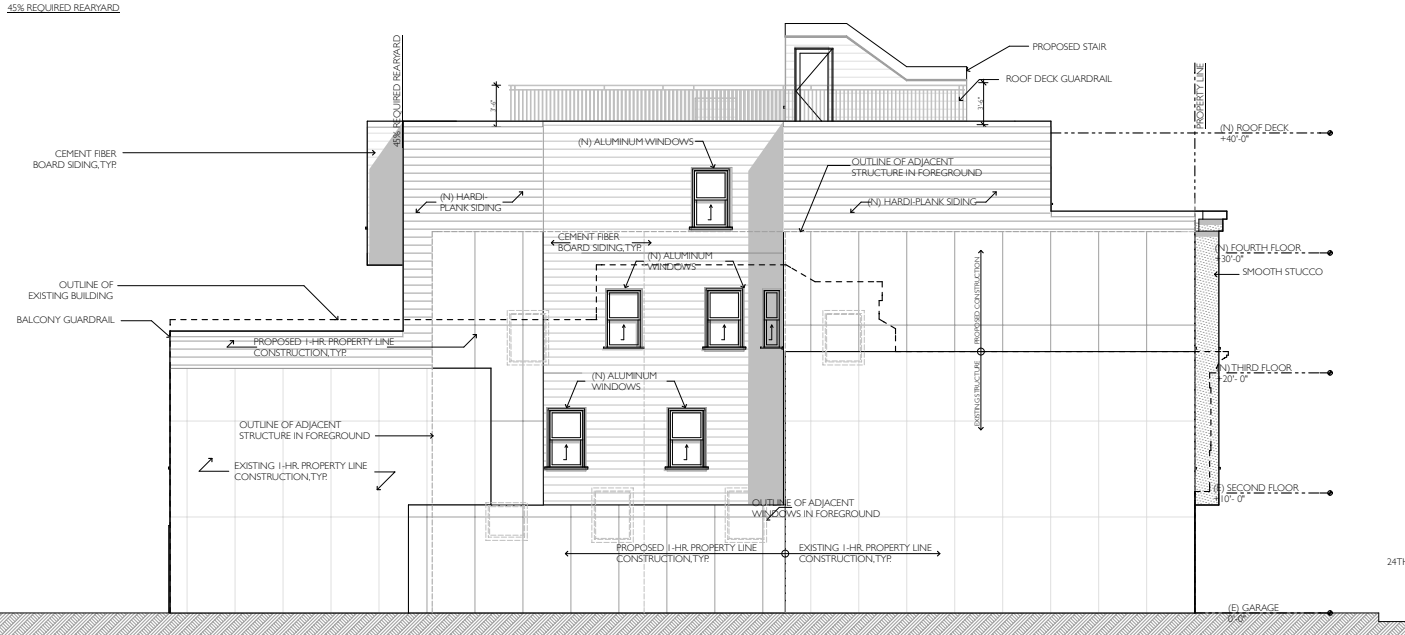 45% REQUIRED REARYARD
45% REQUIRED REARYARD
PROPERTY LINE
PROPOSED STAIR
ROOF DECK GUARDRAIL
3'-6"
3'-6"
(N) ROOF DECK
+40'-0"
CEMENT FIBER
BOARD SIDING, TYP.
(N) ALUMINUM WINDOWS
OUTLINE OF ADJACENT
STRUCTURE IN FOREGROUND
(N) HARDI-
PLANK SIDING
(N) HARDI-PLANK SIDING
CEMENT FIBER
BOARD SIDING, TYP.
(N) ALUMINUM
WINDOWS
(N) FOURTH FLOOR
+30'-0"
SMOOTH STUCCO
OUTLINE OF
EXISTING BUILDING
BALCONY GUARDRAIL
PROPOSED 1-HR. PROPERTY LINE
CONSTRUCTION, TYP.
PROPOSED CONSTRUCTION
EXISTING STRUCTURE
(N) THIRD FLOOR
+20'- 0"
(N) ALUMINUM
WINDOWS
OUTLINE OF ADJACENT
STRUCTURE IN FOREGROUND
EXISTING 1-HR. PROPERTY LINE
CONSTRUCTION, TYP.
(E) SECOND FLOOR
+10'- 0"
OUTLINE OF ADJACENT
WINDOWS IN FOREGROUND
PROPOSED 1-HR. PROPERTY LINE
CONSTRUCTION, TYP.
EXISTING 1-HR. PROPERTY LINE
CONSTRUCTION, TYP.
24TH
(E) GARAGE
0'-0"